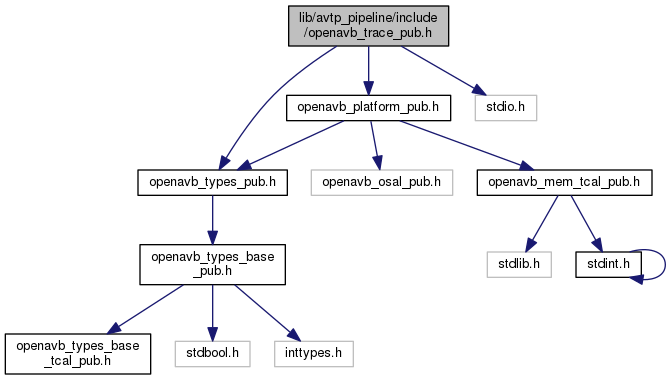 lib/avtp_pipeline/include
/openavb_trace_pub.h
openavb_platform_pub.h
stdio.h
openavb_types_pub.h
openavb_osal_pub.h
openavb_mem_tcal_pub.h
openavb_types_base
_pub.h
stdlib.h
stdint.h
openavb_types_base
_tcal_pub.h
stdbool.h
inttypes.h